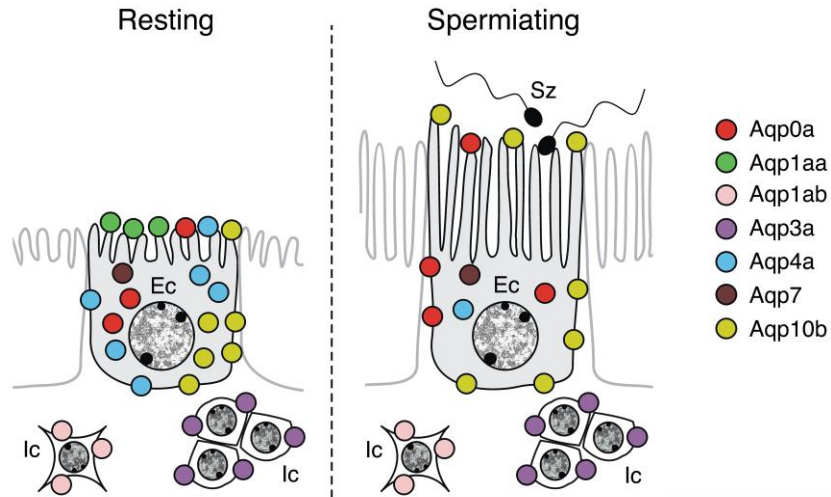 Resting
Spermiating
Sz
Ec
Ec
Ic
Ic
Ic
Ic
Aqp0a
Aqp1aa
Aqp1ab
Aqp3a
Aqp4a
Aqp7
Aqp10b